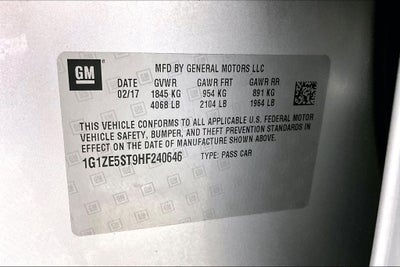 GM
MFD BY GENERAL MOTORS LLC
DATE GVWR GAWR FRT GAWR RR
02/17 1845 KG 954 KG 891 KG
4068 LB 2104 LB 1964 LB
THIS VEHICLE CONFORMS TO ALL APPLICABLE U.S. FEDERAL MOTOR
VEHICLE SAFETY, BUMPER, AND THEFT PREVENTION STANDARDS IN
EFFECT ON THE DATE OF MANUFACTURE SHOWN ABOVE.
1G1ZE5ST9HF240646 TYPE: PASS CAR